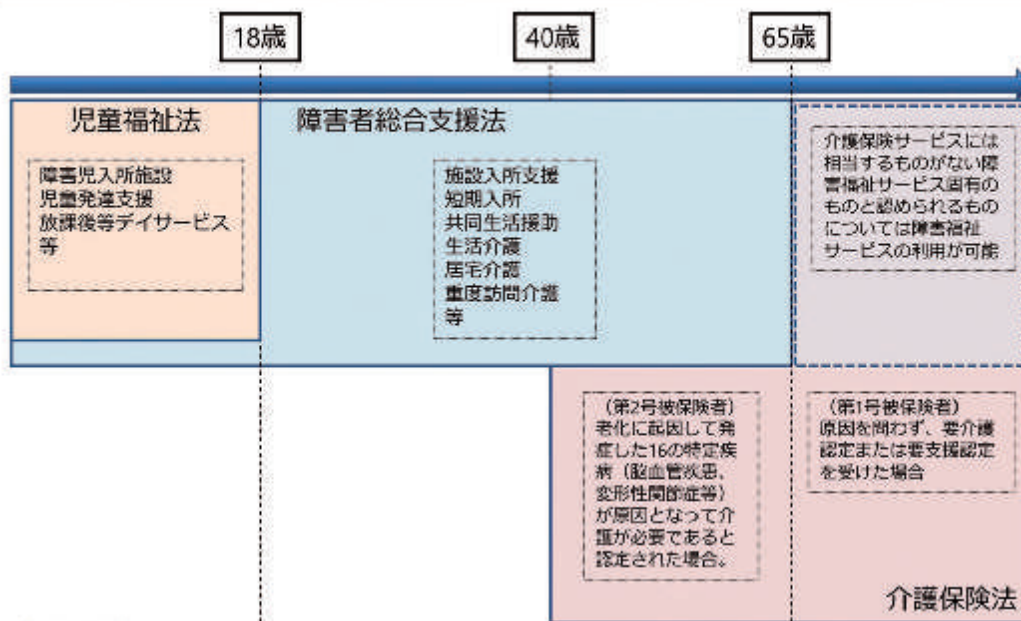 18歳
40歳
65歳
児童福祉法
障害児入所施設
児童発達支援
放課後等デイサービス
等
障害者総合支援法
施設入所支援
短期入所
共同生活援助
生活介護
居宅介護
重度訪問介護
等
介護保険サービスには
相当するものがない障
害福祉サービス固有の
ものと認められるもの
については障害福祉
サービスの利用が可能
（第2号被保険者）
老化に起因して発
症した16の特定疾
病（脳血管疾患、
変形性関節症等）
が原因となって介
護が必要であると
認定された場合。
（第1号被保険者）
原因を問わず、要介護
認定または要支援認定
を受けた場合
介護保険法